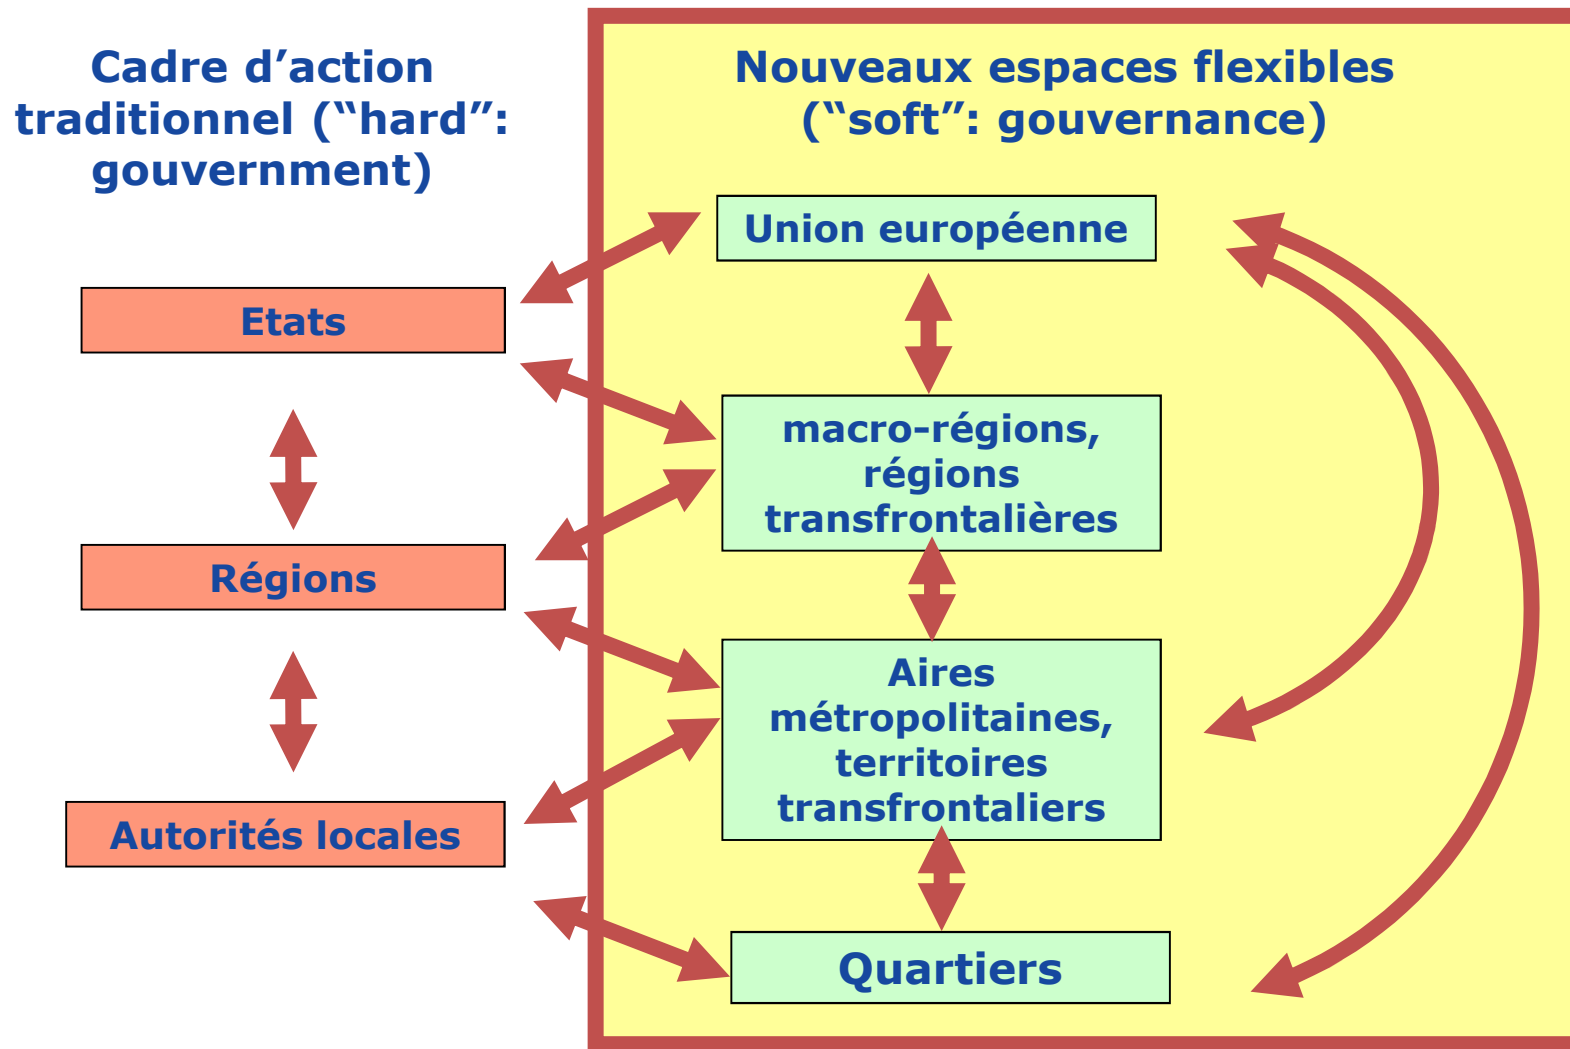 Cadre d’action
traditionnel (“hard”:
gouvernment)
Nouveaux espaces flexibles
(“soft”: gouvernance)
Union européenne
Etats
macro-régions,
régions
transfrontalières
Régions
Aires
métropolitaines,
territoires
transfrontaliers
Autorités locales
Quartiers